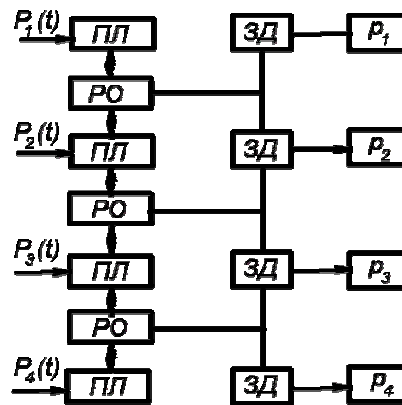 P₁(t) ПЛ ЗД p₁
РО
P₂(t) ПЛ ЗД p₂
РО
P₃(t) ПЛ ЗД p₃
РО
P₄(t) ПЛ ЗД p₄